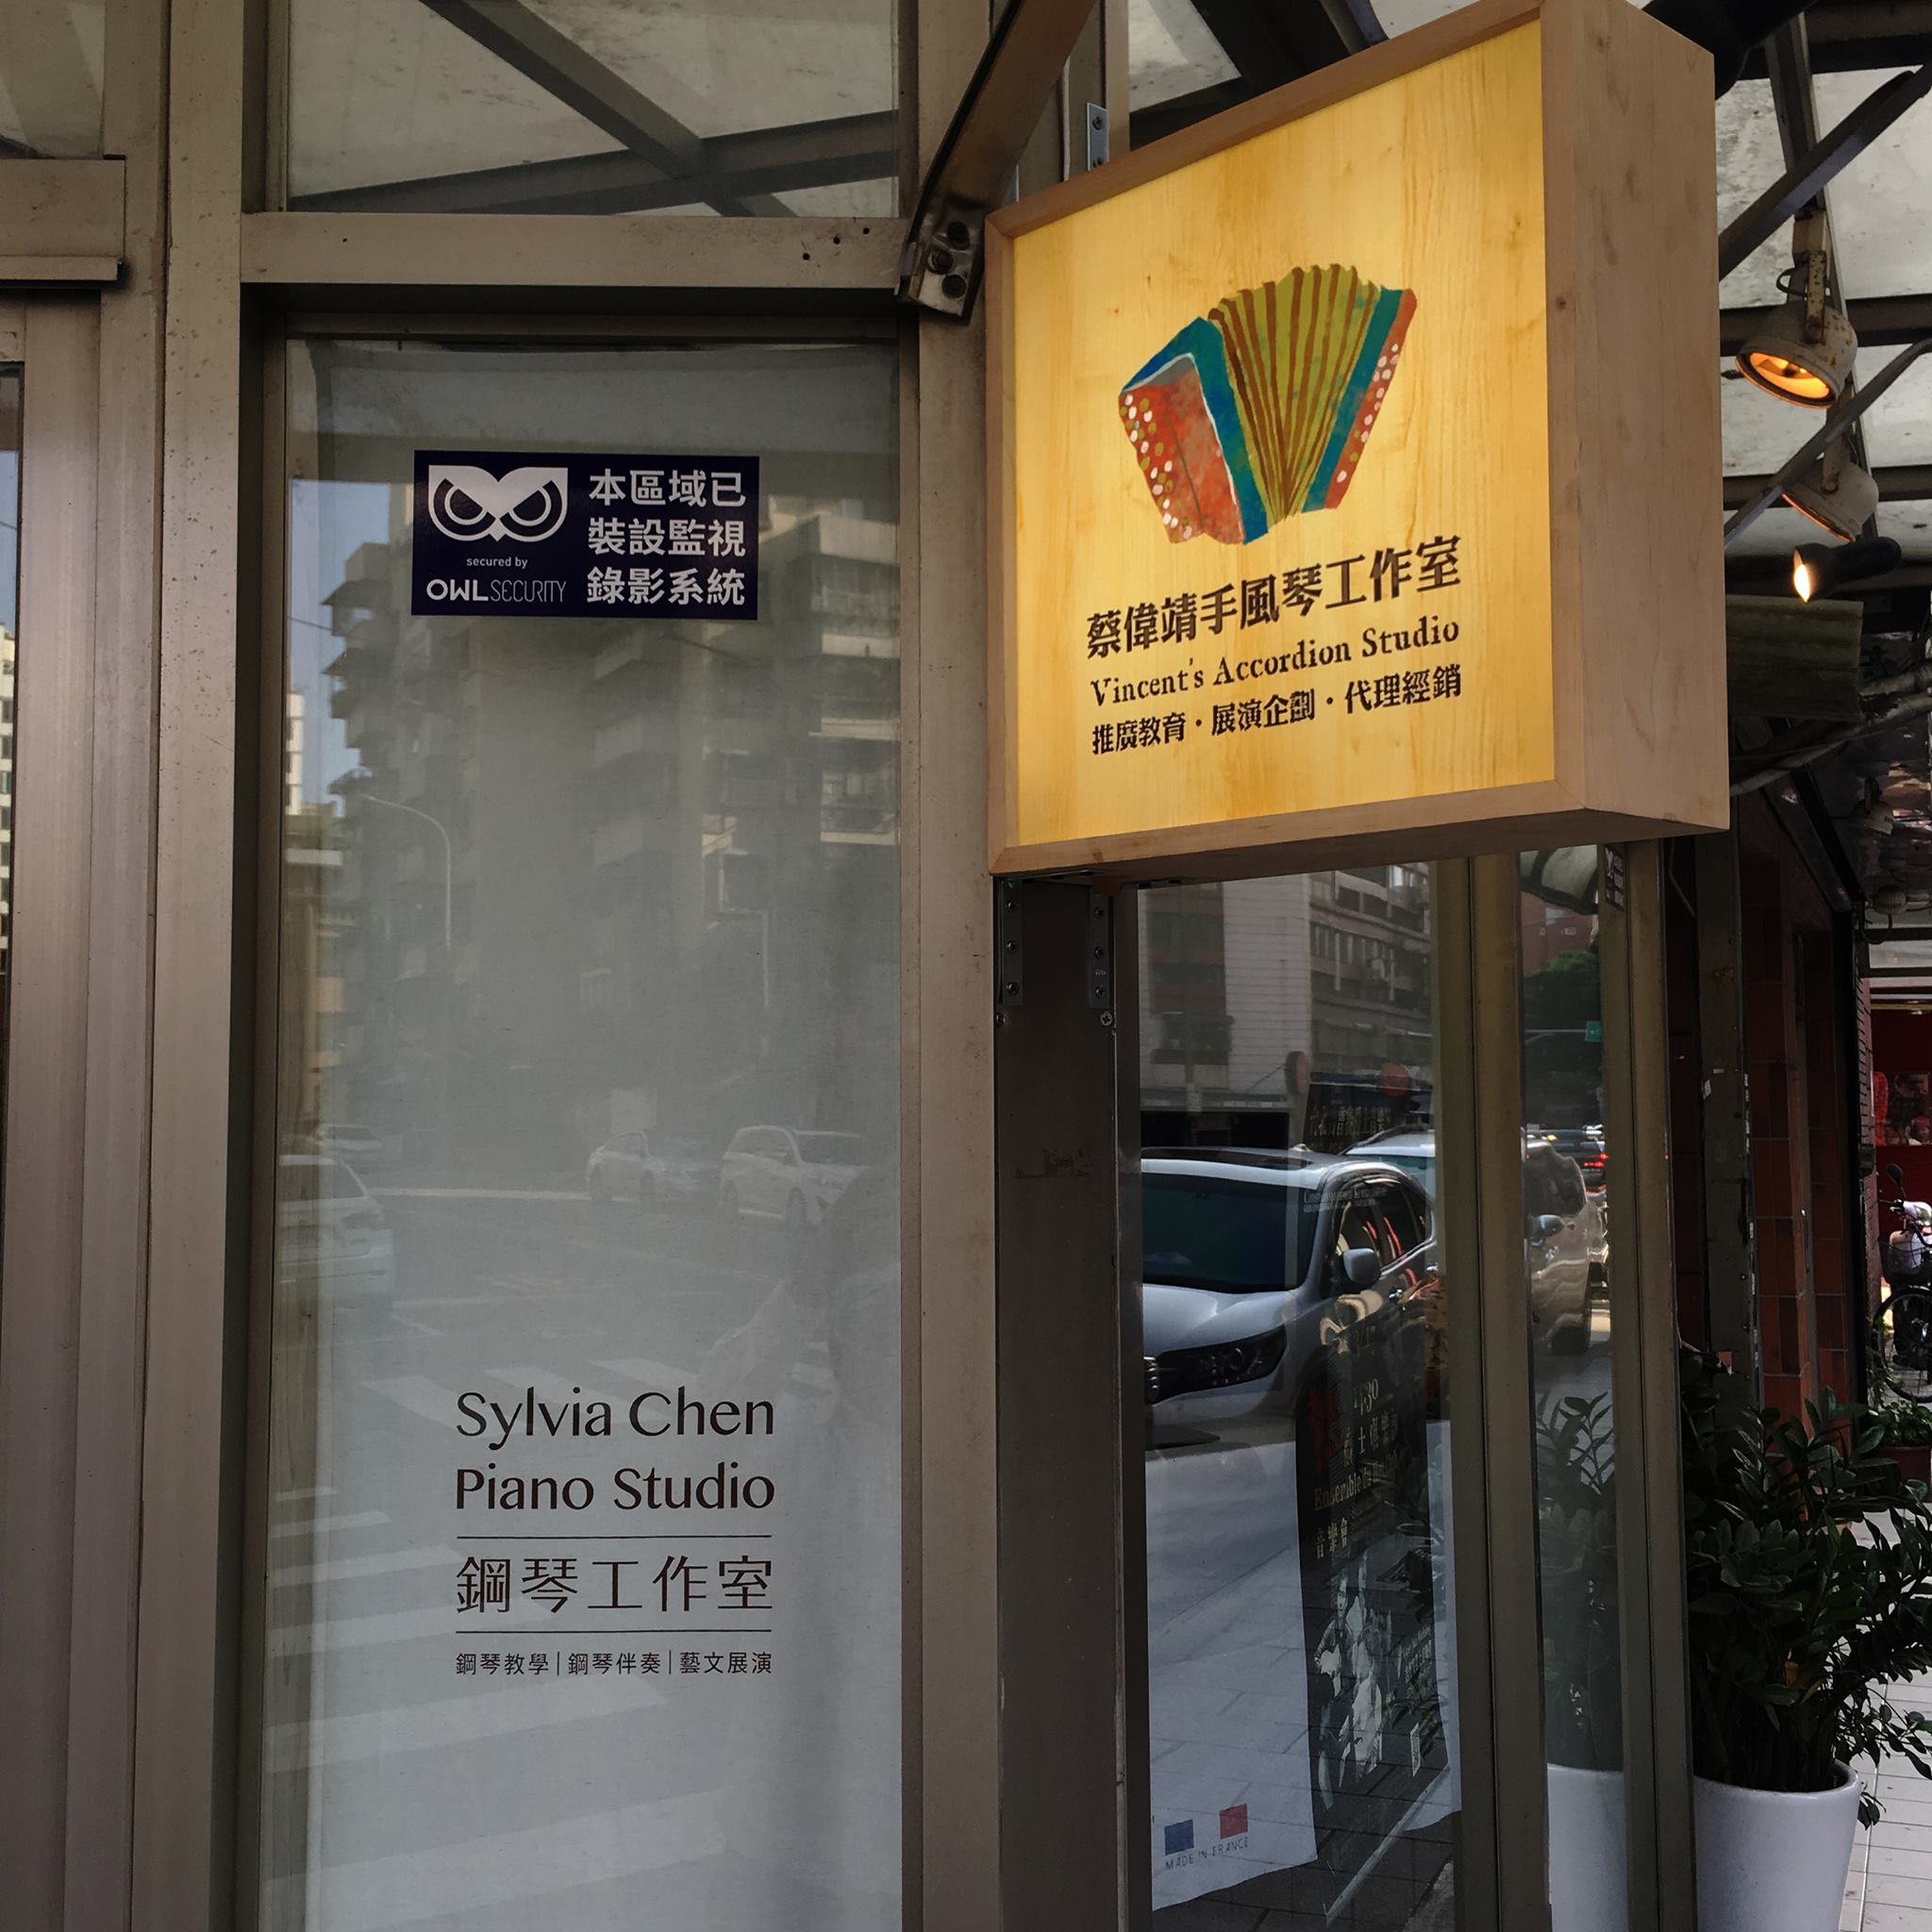 本區域已
裝設監視
錄影系統
secured by
OWL SECURITY
蔡偉靖手風琴工作室
Vincent's Accordion Studio
推廣教育・展演企劃・代理經銷
Sylvia Chen
Piano Studio
鋼琴工作室
鋼琴教學|鋼琴伴奏|藝文展演
Ensemble
音樂會
MADE IN FRANCE